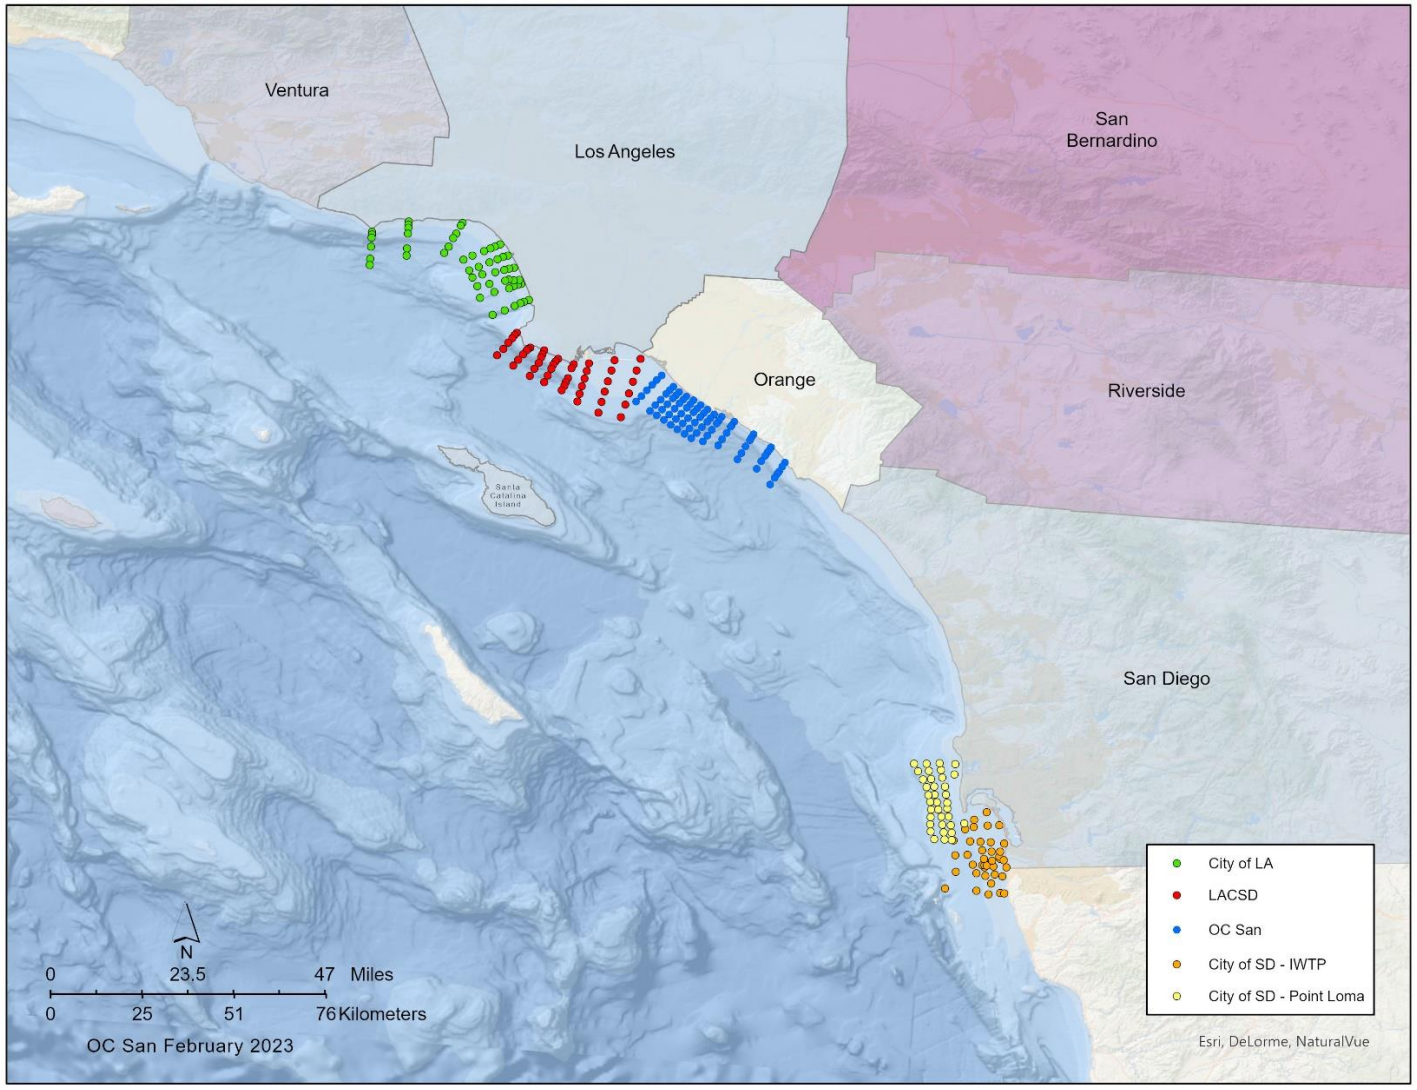 Ventura
Los Angeles
San
Bernardino
Orange
Riverside
Santa
Catalina
Island
San Diego
City of LA
LACSD
OC San
City of SD - IWTP
City of SD - Point Loma
N
0 23.5 47 Miles
0 25 51 76 Kilometers
OC San February 2023
Esri, DeLorme, NaturalVue